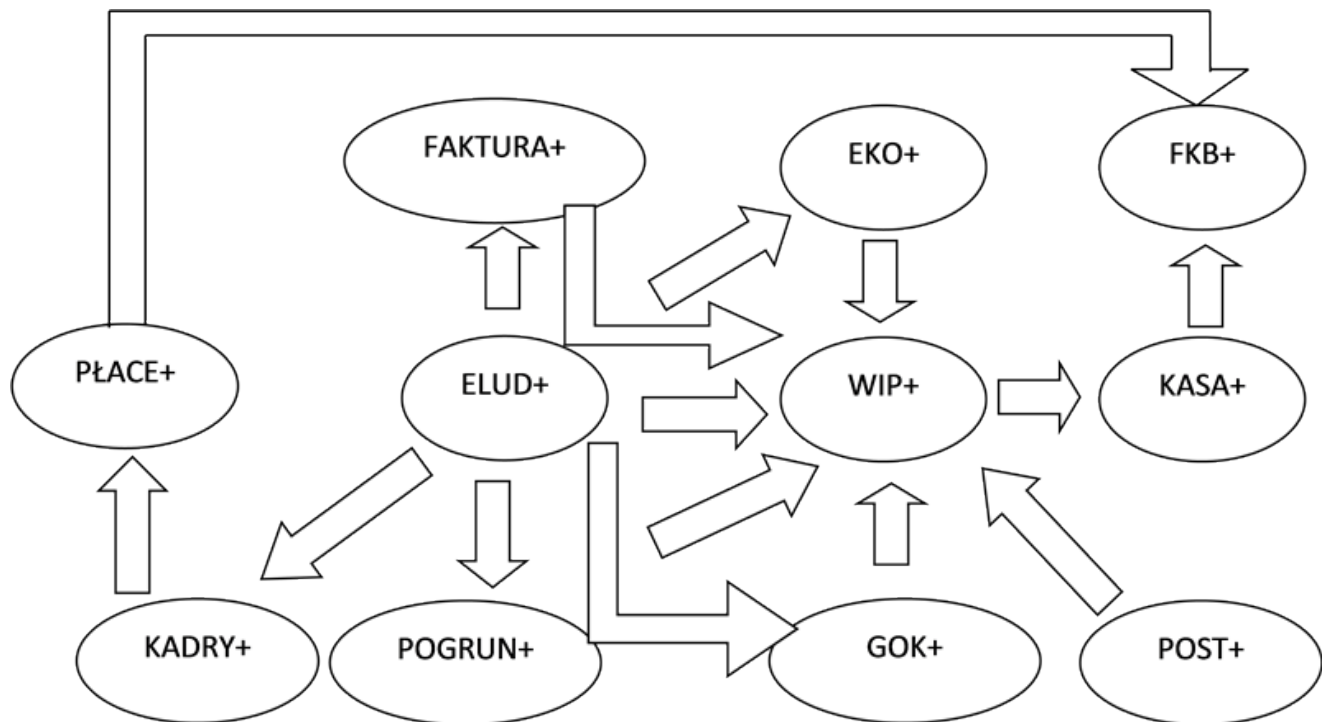 FAKTURA+
EKO+
FKB+
PŁACE+
ELUD+
WIP+
KASA+
KADRY+
POGRUN+
GOK+
POST+